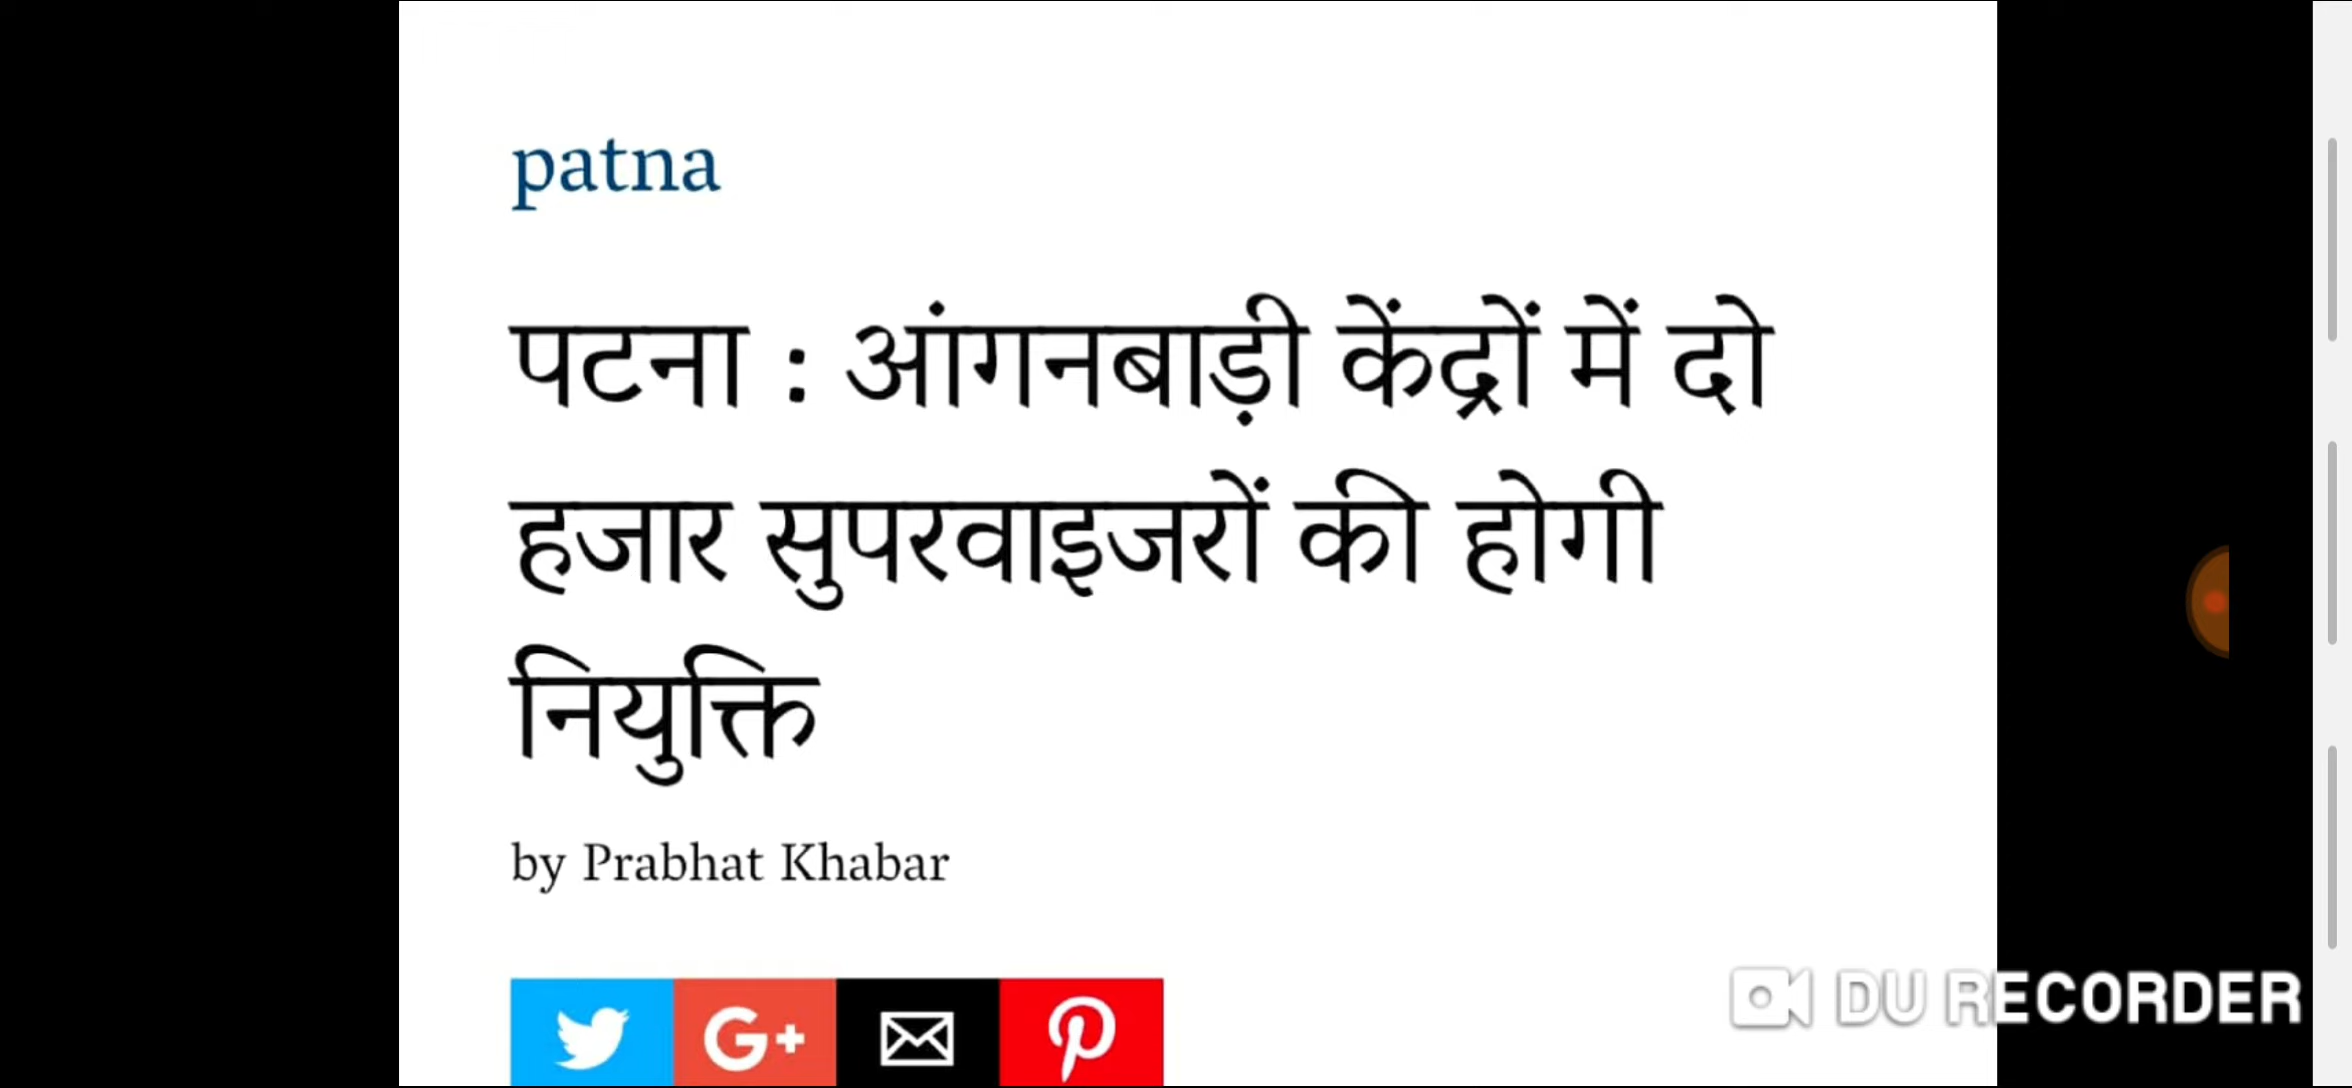 patna
पटना : आंगनबाड़ी केंद्रों में दो
हजार सुपरवाइजरों की होगी
नियुक्ति
by Prabhat Khabar
G+
DU RECORDER